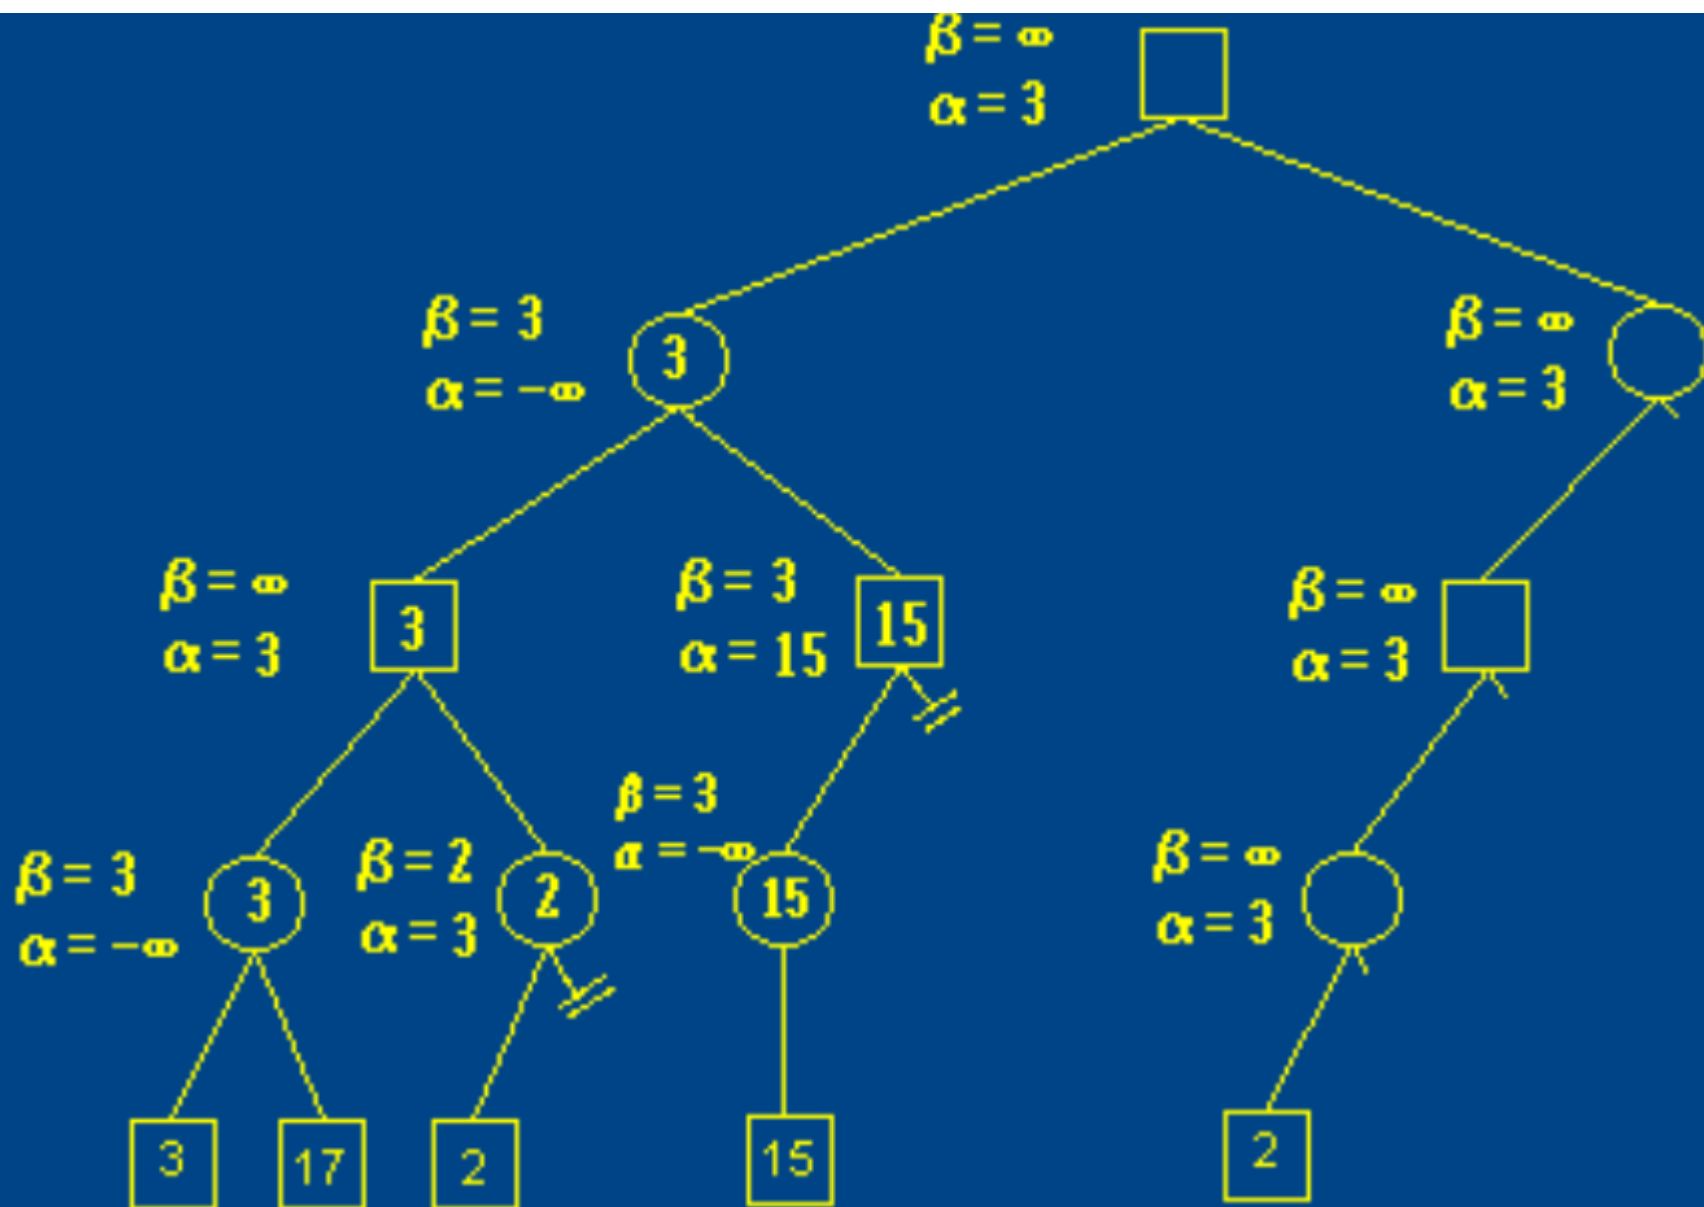 β = ∞
α = 3
β = 3
α = -∞
3
β = ∞
α = 3
β = ∞
α = 3
3
β = 3
α = 15
15
β = ∞
α = 3
β = 3
α = -∞
3
β = 2
α = 3
2
β = 3
α = -∞
15
β = ∞
α = 3
3
17
2
15
2